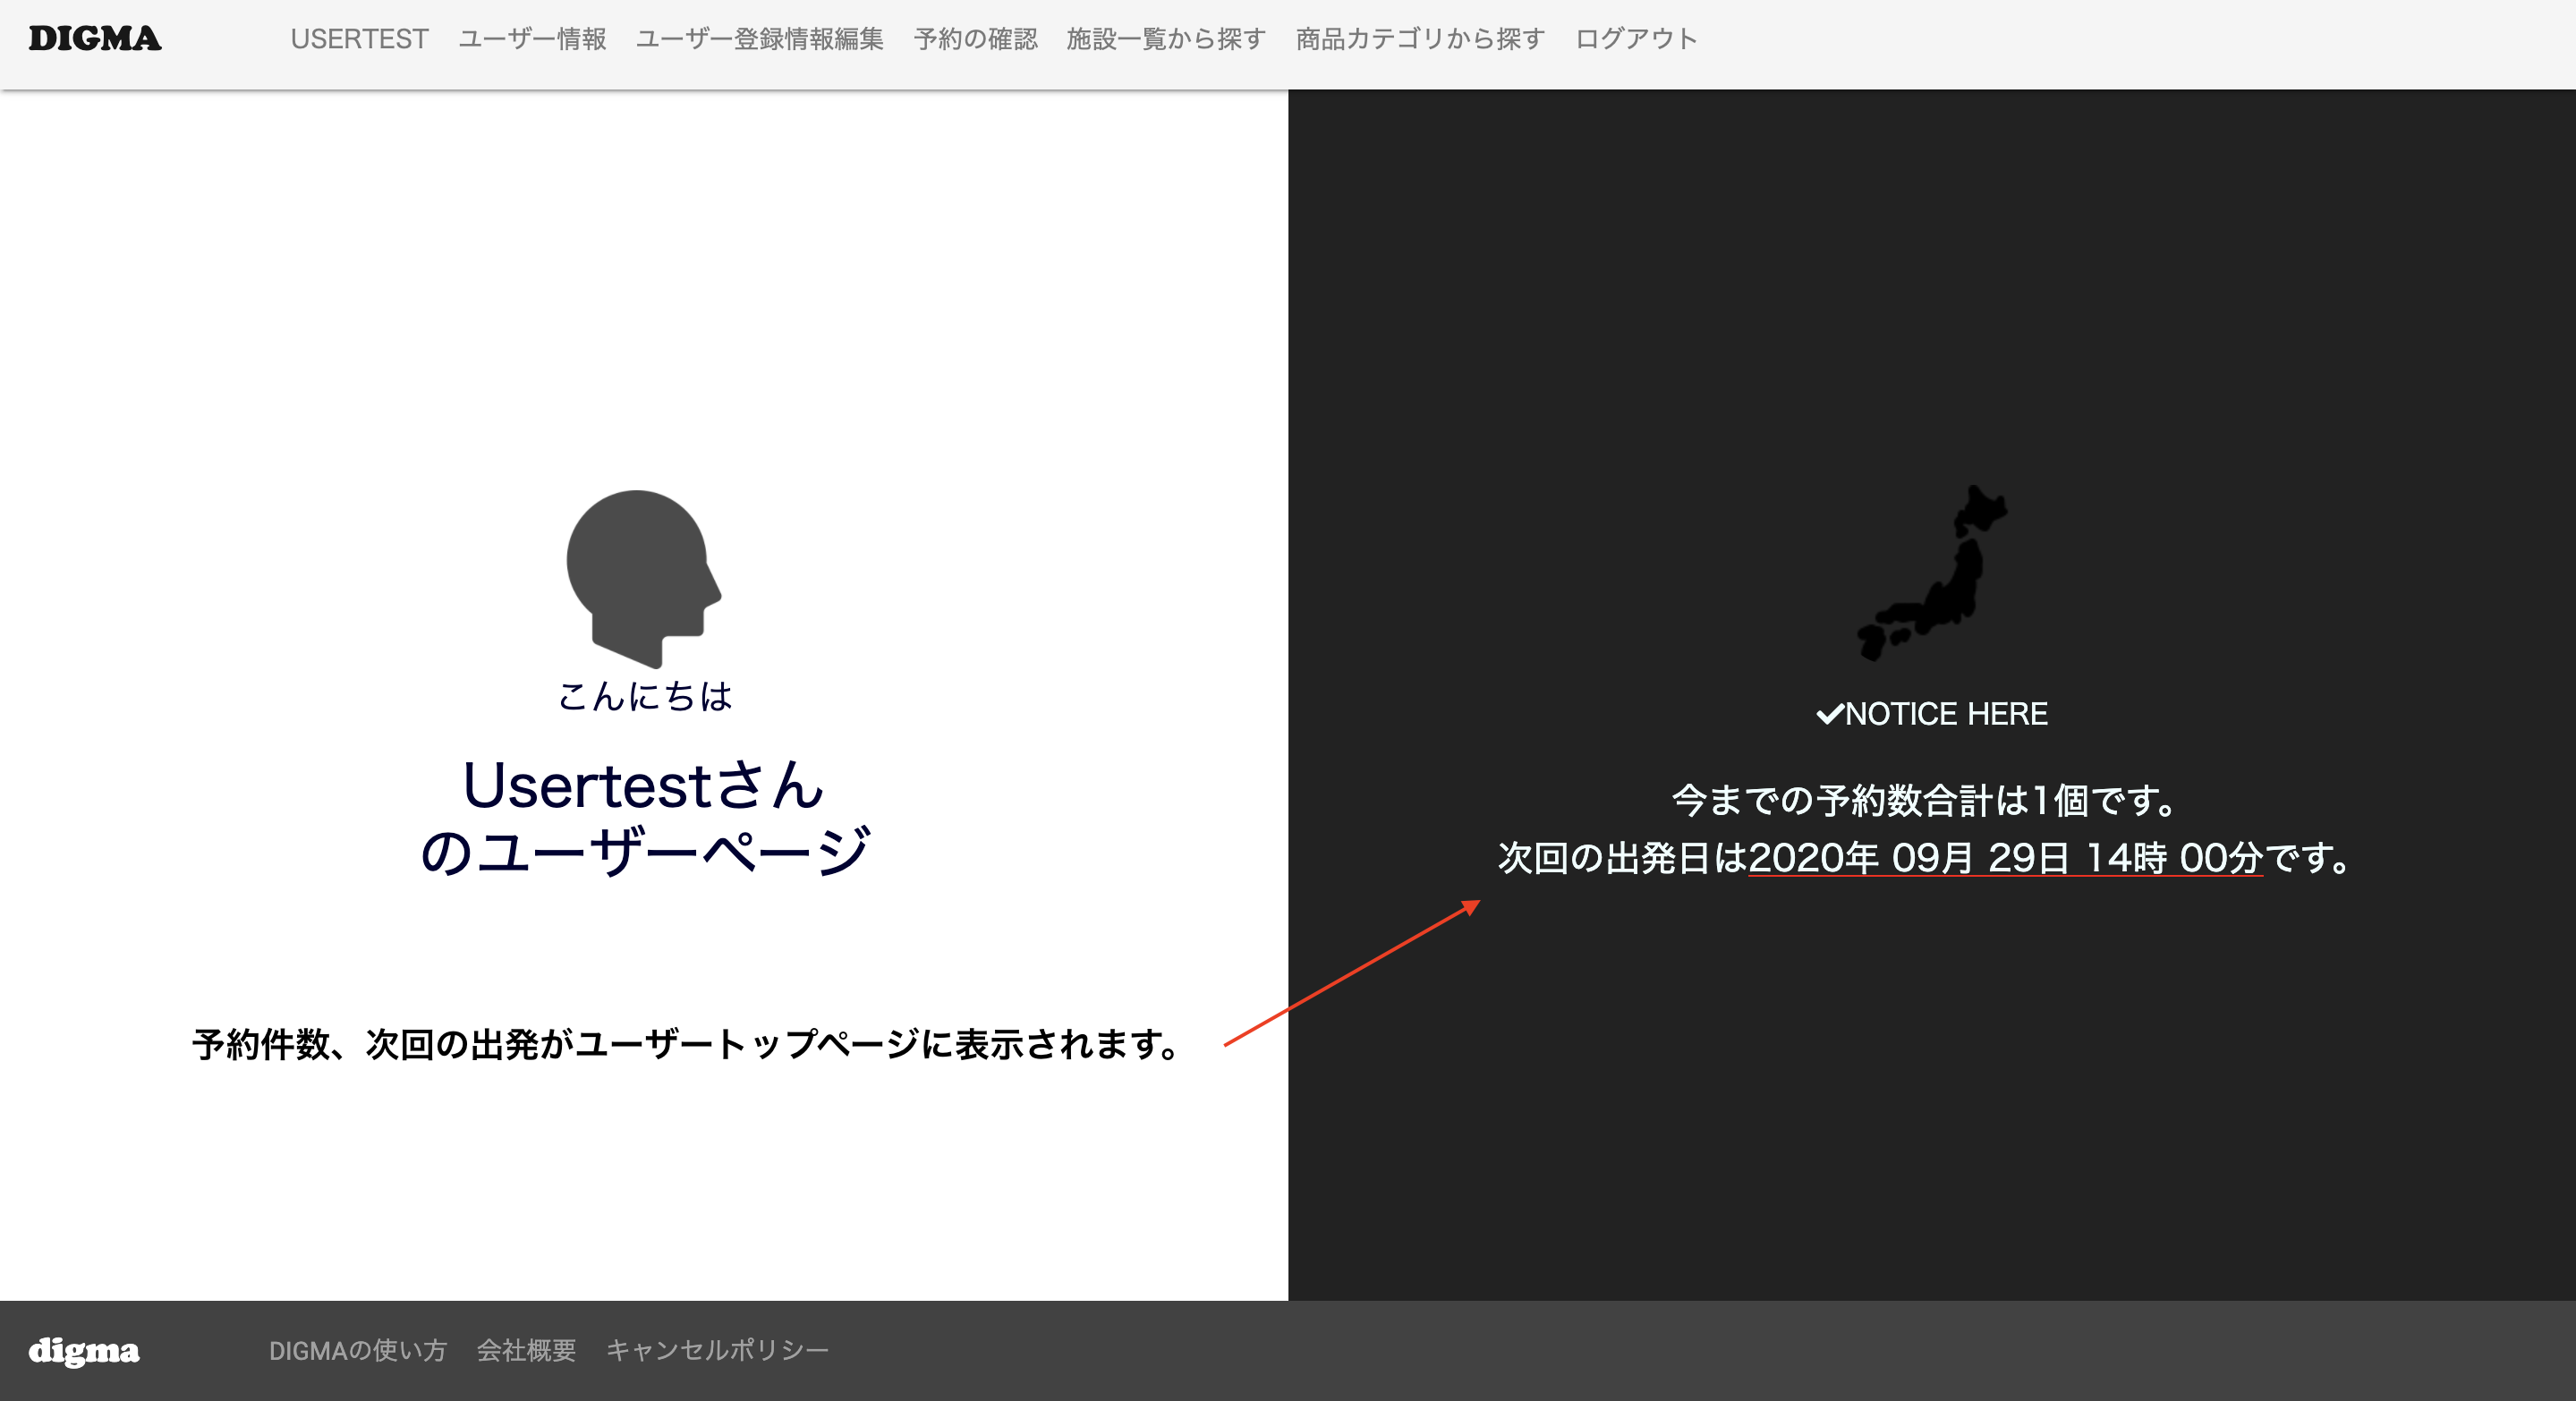 DIGMA
USERTEST ユーザー情報 ユーザー登録情報編集 予約の確認 施設一覧から探す 商品カテゴリから探す ログアウト
こんにちは
Usertestさん
のユーザーページ
予約件数、次回の出発がユーザートップページに表示されます。
NOTICE HERE
今までの予約数合計は1個です。
次回の出発日は2020年 09月 29日 14時 00分です。
digma
DIGMAの使い方 会社概要 キャンセルポリシー